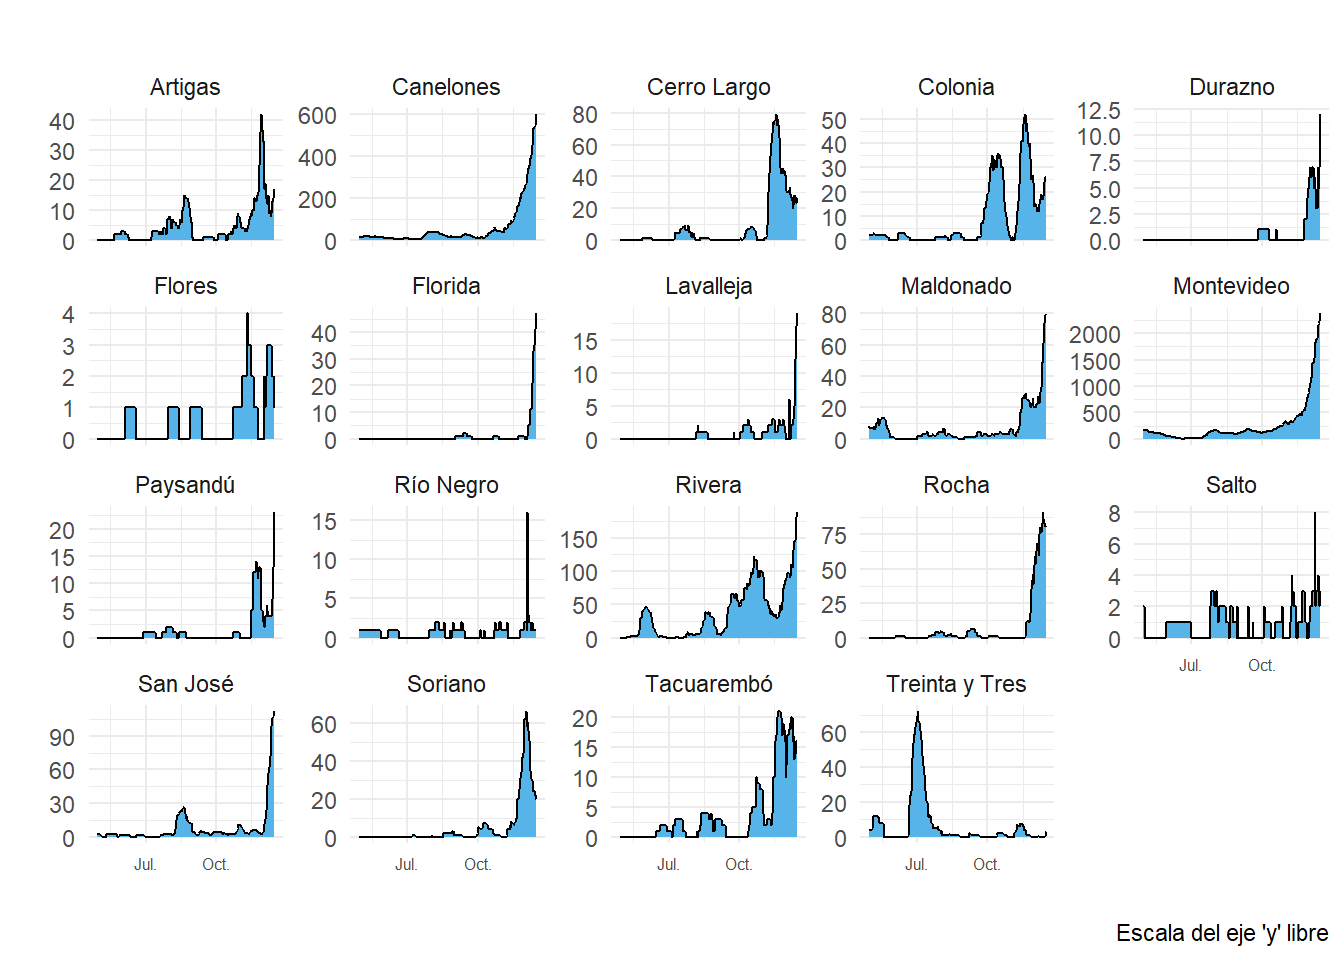 Artigas Canelones Cerro Largo Colonia Durazno
40 30 20 10 0
600 400 200 0
80 60 40 20 0
50 40 30 20 10 0
12.5 10.0 7.5 5.0 2.5 0.0
Flores Florida Lavalleja Maldonado Montevideo
4 3 2 1 0
40 30 20 10 0
15 10 5 0
80 60 40 20 0
2000 1500 1000 500 0
Paysandú Río Negro Rivera Rocha Salto
20 15 10 5 0
15 10 5 0
150 100 50 0
75 50 25 0
8 6 4 2 0
Jul. Oct.
San José Soriano Tacuarembó Treinta y Tres
90 60 30 0
60 40 20 0
20 15 10 5 0
60 40 20 0
Jul. Oct. Jul. Oct. Jul. Oct. Jul. Oct.
Escala del eje 'y' libre